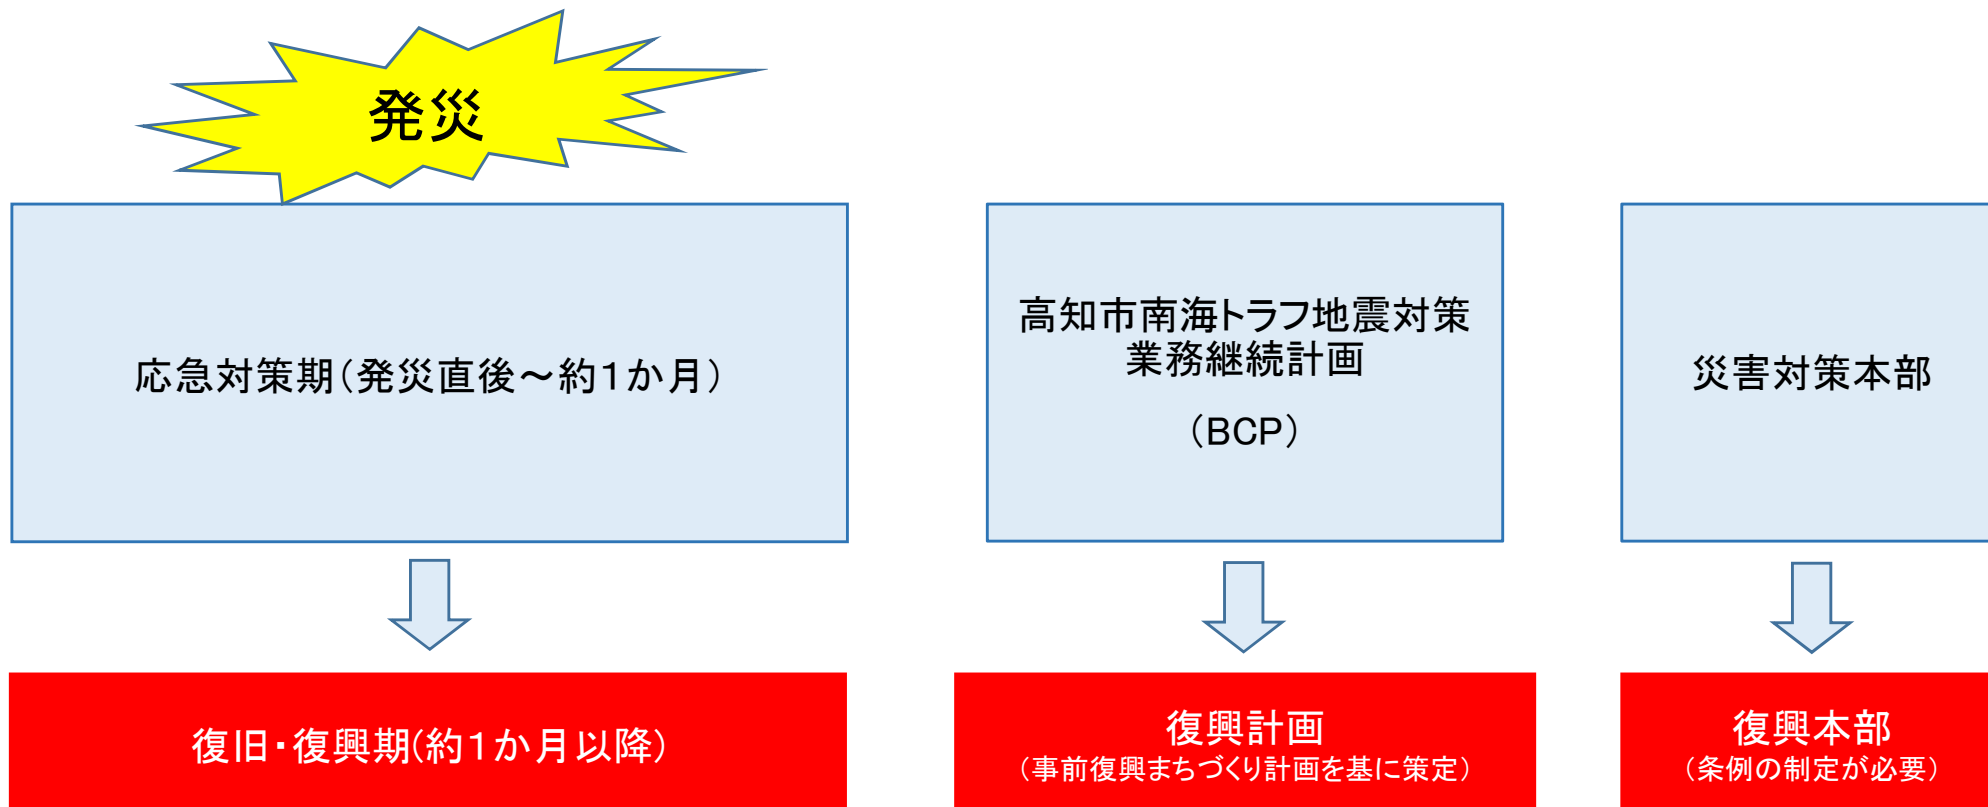 発災
応急対策期（発災直後～約１か月）
高知市南海トラフ地震対策
業務継続計画
（BCP）
災害対策本部
復旧・復興期(約１か月以降）
復興計画
（事前復興まちづくり計画を基に策定）
復興本部
（条例の制定が必要）